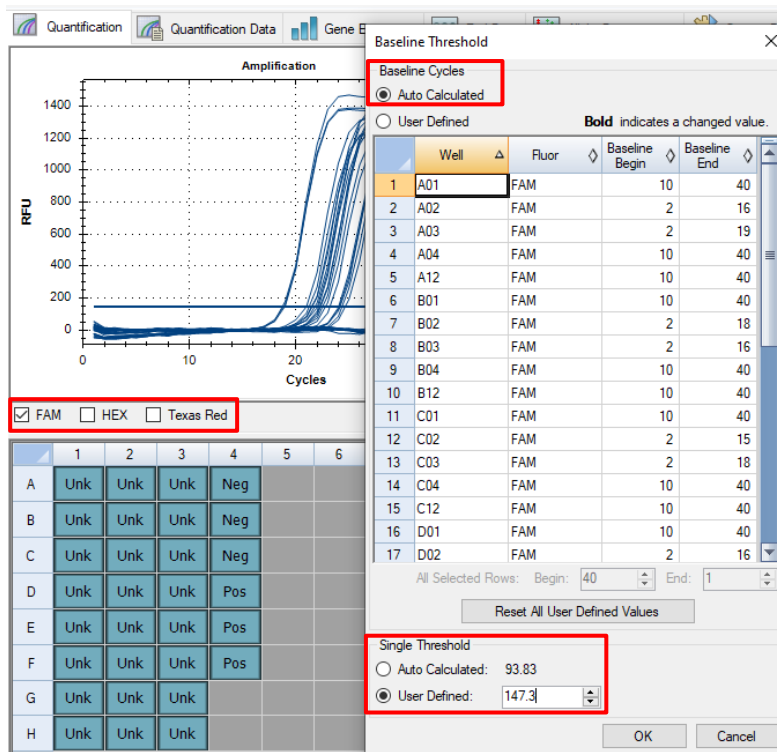 Quantification
Quantification Data
Gene
Amplification
1400
1200
1000
800
600
400
200
0
RFU
0 10 20
Cycles
FAM HEX Texas Red
1 2 3 4 5 6
A Unk Unk Unk Neg
B Unk Unk Unk Neg
C Unk Unk Unk Neg
D Unk Unk Unk Pos
E Unk Unk Unk Pos
F Unk Unk Unk Pos
G Unk Unk Unk
H Unk Unk Unk
Baseline Threshold
Baseline Cycles
Auto Calculated
User Defined Bold indicates a changed value.
Well Fluor Baseline Begin Baseline End
1 A01 FAM 10 40
2 A02 FAM 2 16
3 A03 FAM 2 19
4 A04 FAM 10 40
5 A12 FAM 10 40
6 B01 FAM 10 40
7 B02 FAM 2 18
8 B03 FAM 2 16
9 B04 FAM 10 40
10 B12 FAM 10 40
11 C01 FAM 10 40
12 C02 FAM 2 15
13 C03 FAM 2 18
14 C04 FAM 10 40
15 C12 FAM 10 40
16 D01 FAM 10 40
17 D02 FAM 2 16
All Selected Rows: Begin: 40 End: 1
Reset All User Defined Values
Single Threshold
Auto Calculated: 93.83
User Defined: 147.3
OK Cancel